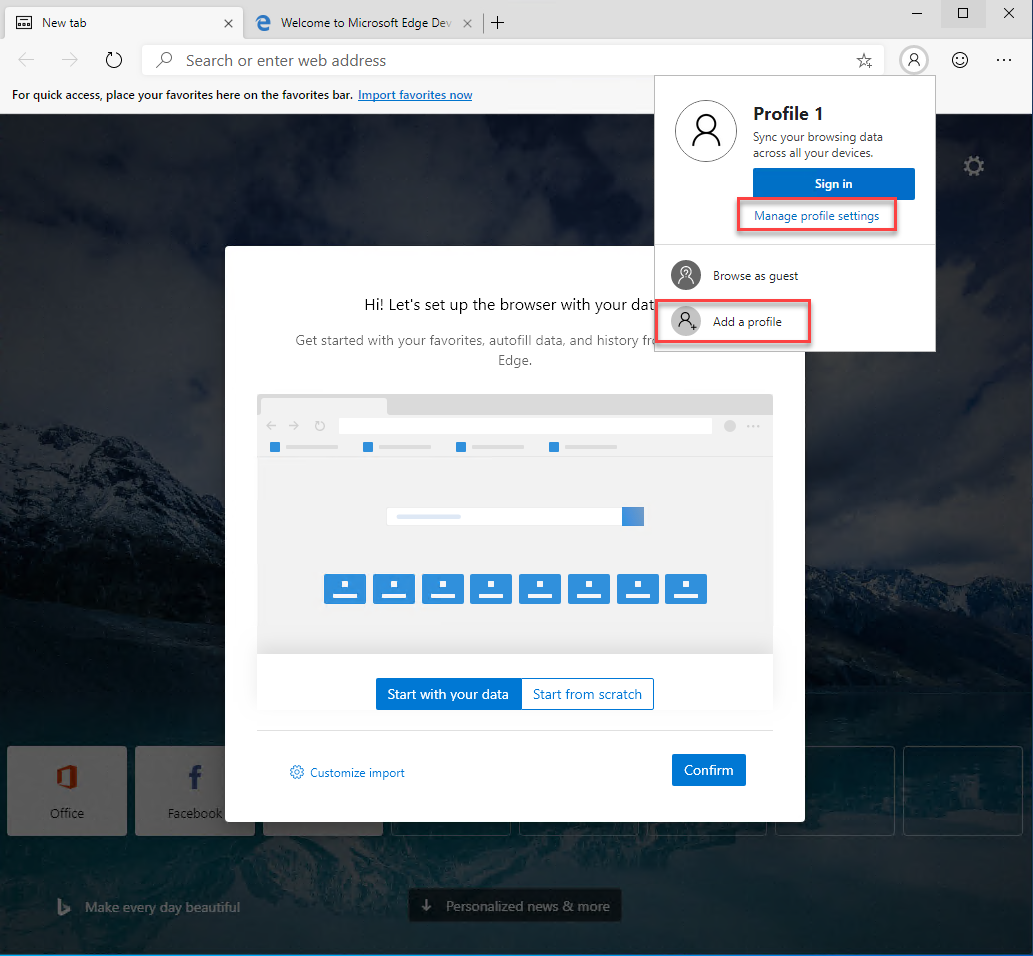 New tab
Welcome to Microsoft Edge Dev
Search or enter web address
For quick access, place your favorites here on the favorites bar. Import favorites now
Profile 1
Sync your browsing data
across all your devices.
Sign in
Manage profile settings
Browse as guest
Add a profile
Hi! Let's set up the browser with your dat
Get started with your favorites, autofill data, and history fr
Edge.
Start with your data
Start from scratch
Customize import
Confirm
Office
Facebook
Make every day beautiful
Personalized news & more